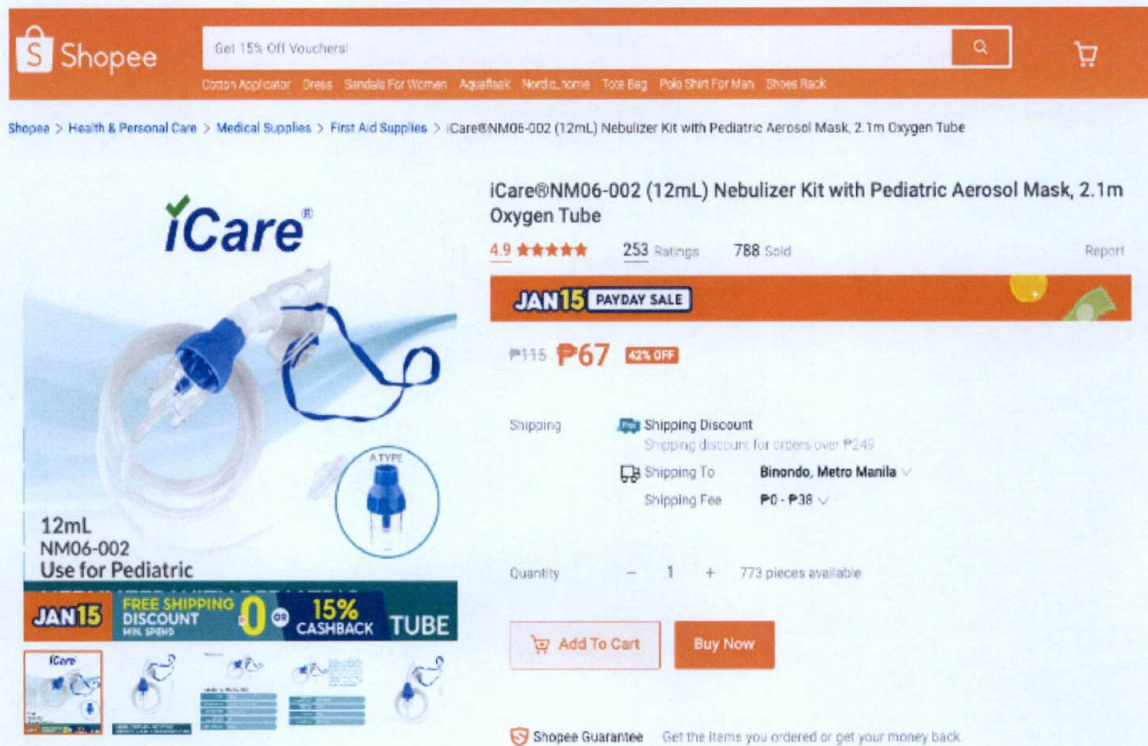 Shopee
Get 15% Off Vouchers!
Cotton Applicator Dress Sandals For Women Aquaflask Nordic_home Tote Bag Polo Shirt For Man Shoes Rack
Shopee > Health & Personal Care > Medical Supplies > First Aid Supplies > iCare®NM06-002 (12mL) Nebulizer Kit with Pediatric Aerosol Mask, 2.1m Oxygen Tube
iCare®
A TYPE
12mL
NM06-002
Use for Pediatric
JAN 15 FREE SHIPPING DISCOUNT MIN. SPEND ₱0 OR 15% CASHBACK TUBE
iCare®NM06-002 (12mL) Nebulizer Kit with Pediatric Aerosol Mask, 2.1m
Oxygen Tube
4.9 253 Ratings 788 Sold Report
JAN 15 PAYDAY SALE
₱115 ₱67 42% OFF
Shipping Shipping Discount
Shipping discount for orders over ₱249
Shipping To Binondo, Metro Manila
Shipping Fee ₱0 - ₱38
Quantity - 1 + 773 pieces available
Add To Cart Buy Now
iCare
Shopee Guarantee Get the items you ordered or get your money back.